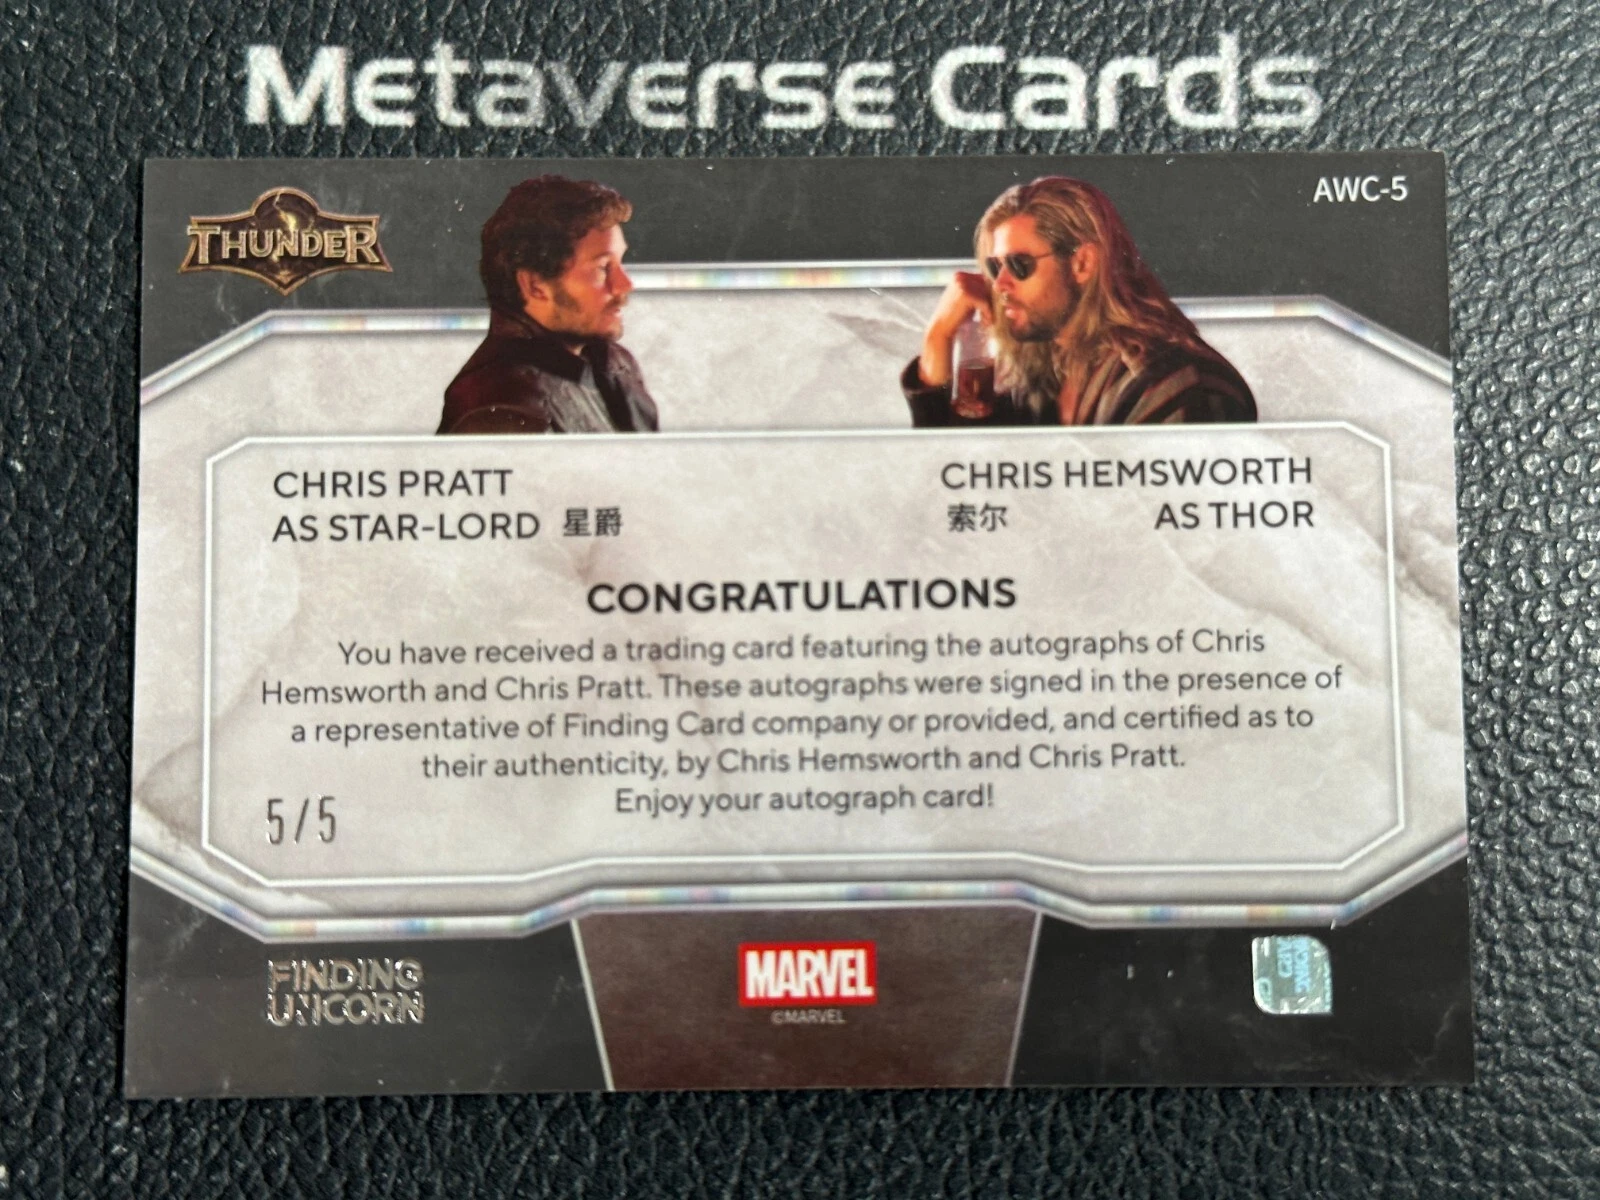 Metaverse Cards
AWC-5
THUNDER
CHRIS PRATT
AS STAR-LORD 星爵
CHRIS HEMSWORTH
索尔 AS THOR
CONGRATULATIONS
You have received a trading card featuring the autographs of Chris
Hemsworth and Chris Pratt. These autographs were signed in the presence of
a representative of Finding Card company or provided, and certified as to
their authenticity, by Chris Hemsworth and Chris Pratt.
Enjoy your autograph card!
5/5
FINDING
UNICORN
MARVEL
©MARVEL